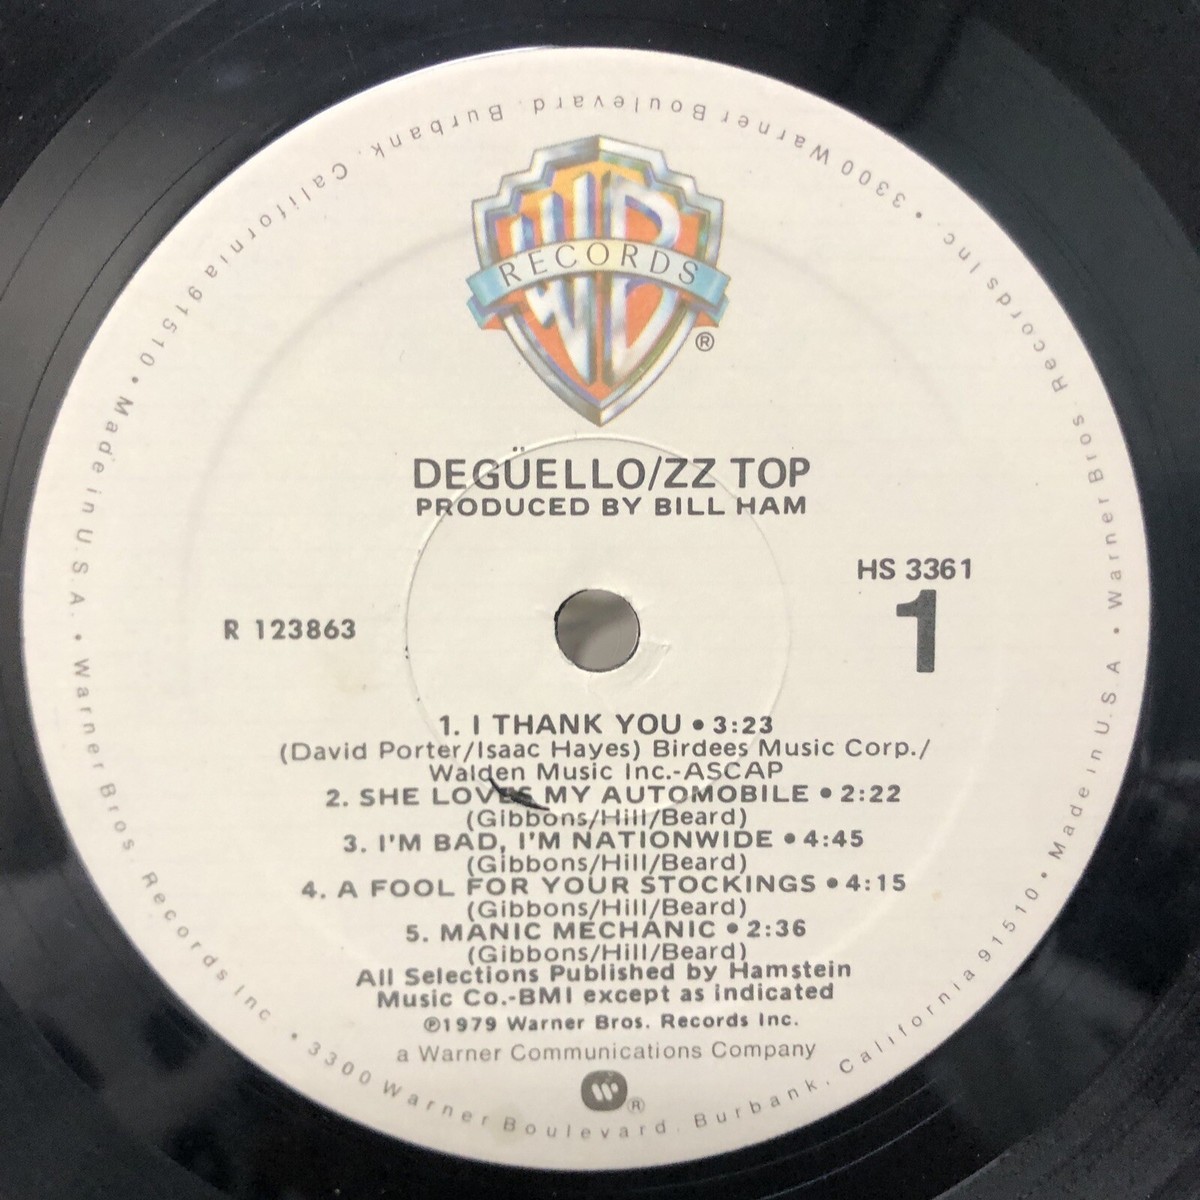 WB
RECORDS
®
DEGÜELLO/ZZ TOP
PRODUCED BY BILL HAM
HS 3361
1
R 123863
1. I THANK YOU • 3:23
(David Porter/Isaac Hayes) Birdees Music Corp./
Walden Music Inc.-ASCAP
2. SHE LOVES MY AUTOMOBILE • 2:22
(Gibbons/Hill/Beard)
3. I'M BAD, I'M NATIONWIDE • 4:45
(Gibbons/Hill/Beard)
4. A FOOL FOR YOUR STOCKINGS • 4:15
(Gibbons/Hill/Beard)
5. MANIC MECHANIC • 2:36
(Gibbons/Hill/Beard)
All Selections Published by Hamstein
Music Co.-BMI except as indicated
℗1979 Warner Bros. Records Inc.
a Warner Communications Company
®
Warner Bros. Records Inc. • 3300 Warner Boulevard. Burbank, California 91510 • Made in U.S.A. • Warner Bros. Records Inc. • 3300 Warner Boulevard. Burbank, California 91510 • Made in U.S.A. •